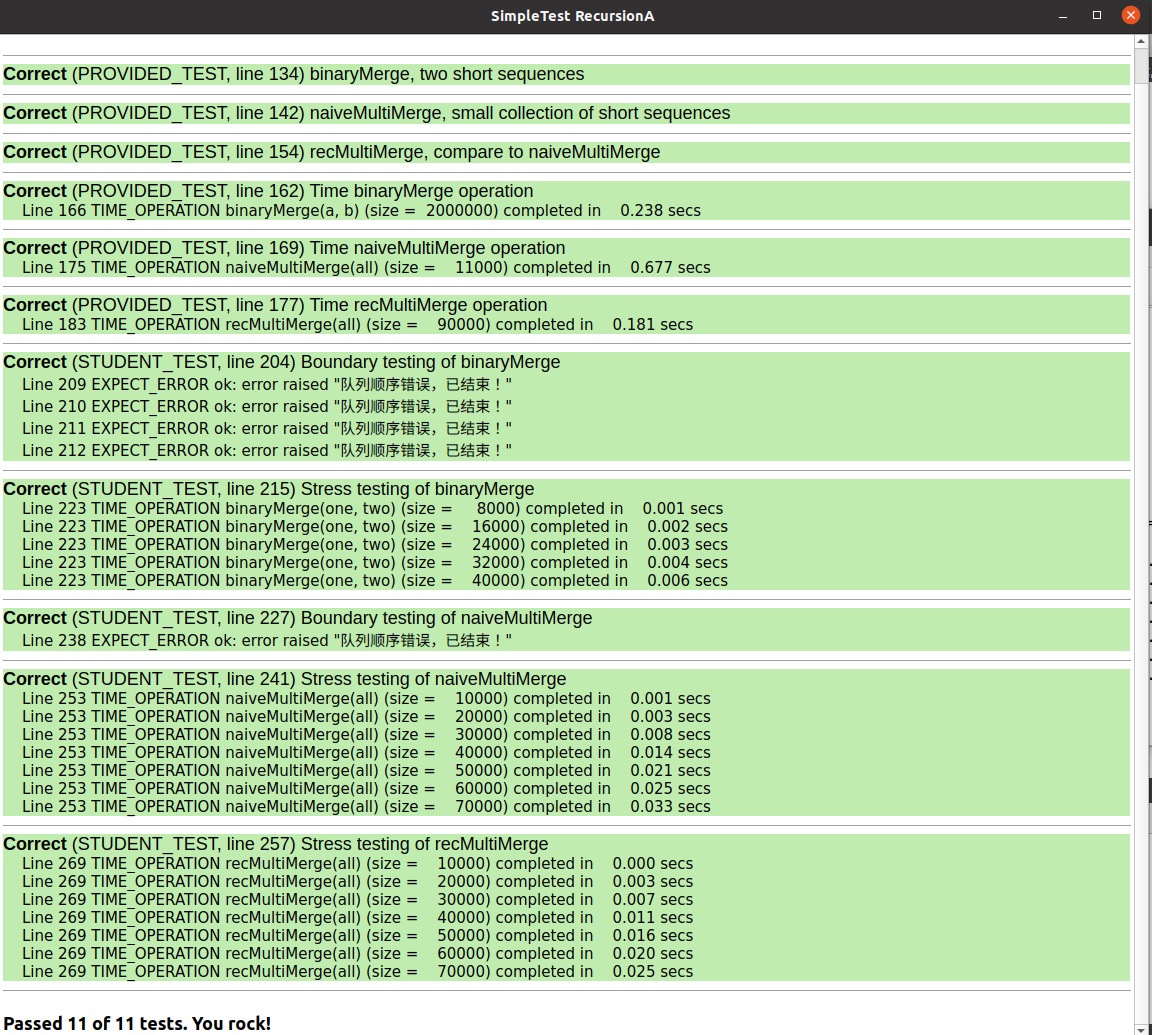 SimpleTest RecursionA
Correct (PROVIDED_TEST, line 134) binaryMerge, two short sequences
Correct (PROVIDED_TEST, line 142) naiveMultiMerge, small collection of short sequences
Correct (PROVIDED_TEST, line 154) recMultiMerge, compare to naiveMultiMerge
Correct (PROVIDED_TEST, line 162) Time binaryMerge operation
Line 166 TIME_OPERATION binaryMerge(a, b) (size = 2000000) completed in 0.238 secs
Correct (PROVIDED_TEST, line 169) Time naiveMultiMerge operation
Line 175 TIME_OPERATION naiveMultiMerge(all) (size = 11000) completed in 0.677 secs
Correct (PROVIDED_TEST, line 177) Time recMultiMerge operation
Line 183 TIME_OPERATION recMultiMerge(all) (size = 90000) completed in 0.181 secs
Correct (STUDENT_TEST, line 204) Boundary testing of binaryMerge
Line 209 EXPECT_ERROR ok: error raised "队列顺序错误，已结束！"
Line 210 EXPECT_ERROR ok: error raised "队列顺序错误，已结束！"
Line 211 EXPECT_ERROR ok: error raised "队列顺序错误，已结束！"
Line 212 EXPECT_ERROR ok: error raised "队列顺序错误，已结束！"
Correct (STUDENT_TEST, line 215) Stress testing of binaryMerge
Line 223 TIME_OPERATION binaryMerge(one, two) (size = 8000) completed in 0.001 secs
Line 223 TIME_OPERATION binaryMerge(one, two) (size = 16000) completed in 0.002 secs
Line 223 TIME_OPERATION binaryMerge(one, two) (size = 24000) completed in 0.003 secs
Line 223 TIME_OPERATION binaryMerge(one, two) (size = 32000) completed in 0.004 secs
Line 223 TIME_OPERATION binaryMerge(one, two) (size = 40000) completed in 0.006 secs
Correct (STUDENT_TEST, line 227) Boundary testing of naiveMultiMerge
Line 238 EXPECT_ERROR ok: error raised "队列顺序错误，已结束！"
Correct (STUDENT_TEST, line 241) Stress testing of naiveMultiMerge
Line 253 TIME_OPERATION naiveMultiMerge(all) (size = 10000) completed in 0.001 secs
Line 253 TIME_OPERATION naiveMultiMerge(all) (size = 20000) completed in 0.003 secs
Line 253 TIME_OPERATION naiveMultiMerge(all) (size = 30000) completed in 0.008 secs
Line 253 TIME_OPERATION naiveMultiMerge(all) (size = 40000) completed in 0.014 secs
Line 253 TIME_OPERATION naiveMultiMerge(all) (size = 50000) completed in 0.021 secs
Line 253 TIME_OPERATION naiveMultiMerge(all) (size = 60000) completed in 0.025 secs
Line 253 TIME_OPERATION naiveMultiMerge(all) (size = 70000) completed in 0.033 secs
Correct (STUDENT_TEST, line 257) Stress testing of recMultiMerge
Line 269 TIME_OPERATION recMultiMerge(all) (size = 10000) completed in 0.000 secs
Line 269 TIME_OPERATION recMultiMerge(all) (size = 20000) completed in 0.003 secs
Line 269 TIME_OPERATION recMultiMerge(all) (size = 30000) completed in 0.007 secs
Line 269 TIME_OPERATION recMultiMerge(all) (size = 40000) completed in 0.011 secs
Line 269 TIME_OPERATION recMultiMerge(all) (size = 50000) completed in 0.016 secs
Line 269 TIME_OPERATION recMultiMerge(all) (size = 60000) completed in 0.020 secs
Line 269 TIME_OPERATION recMultiMerge(all) (size = 70000) completed in 0.025 secs
Passed 11 of 11 tests. You rock!